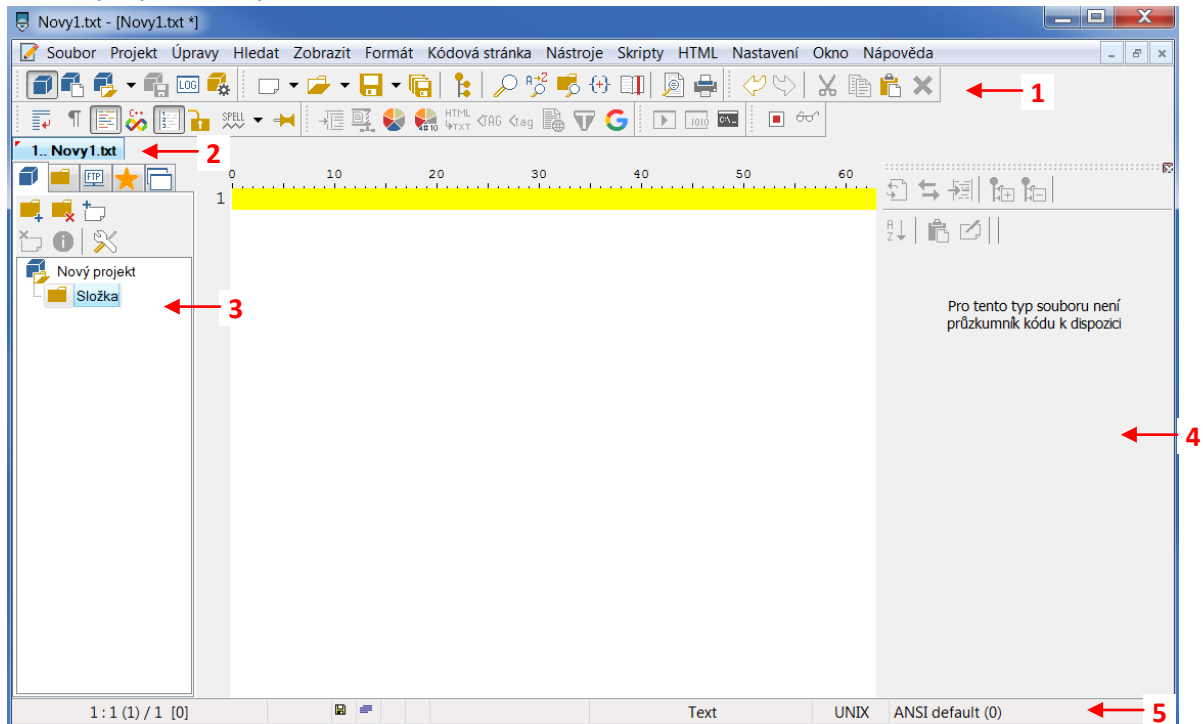 Novy1.txt - [Novy1.txt *]
Soubor Projekt Úpravy Hledat Zobrazit Formát Kódová stránka Nástroje Skripty HTML Nastavení Okno Nápověda
LOG
1
SPELL
HTML
TXT
TAG
tag
1010
1.. Novy1.txt
2
FTP
0 10 20 30 40 50 60
1
Nový projekt
Složka
3
Pro tento typ souboru není
průzkumník kódu k dispozici
4
1 : 1 (1) / 1 [0]
Text
UNIX
ANSI default (0)
5